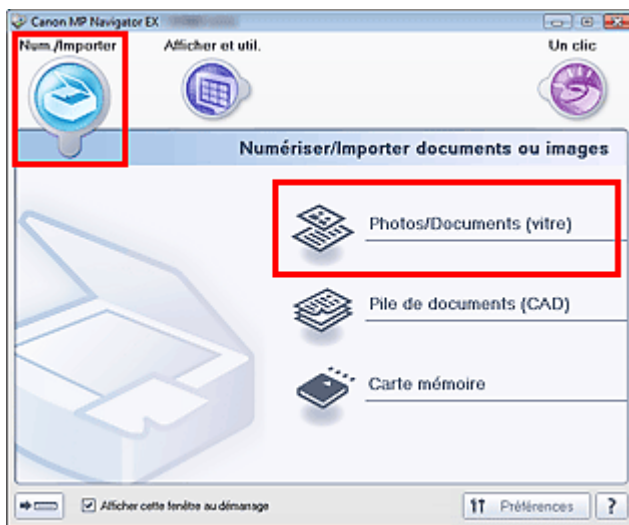 Canon MP Navigator EX
Num./Importer
Afficher et util.
Un clic
Numériser/Importer documents ou images
Photos/Documents (vitre)
Pile de documents (CAD)
Carte mémoire
Afficher cette fenêtre au démarrage
Préférences
?